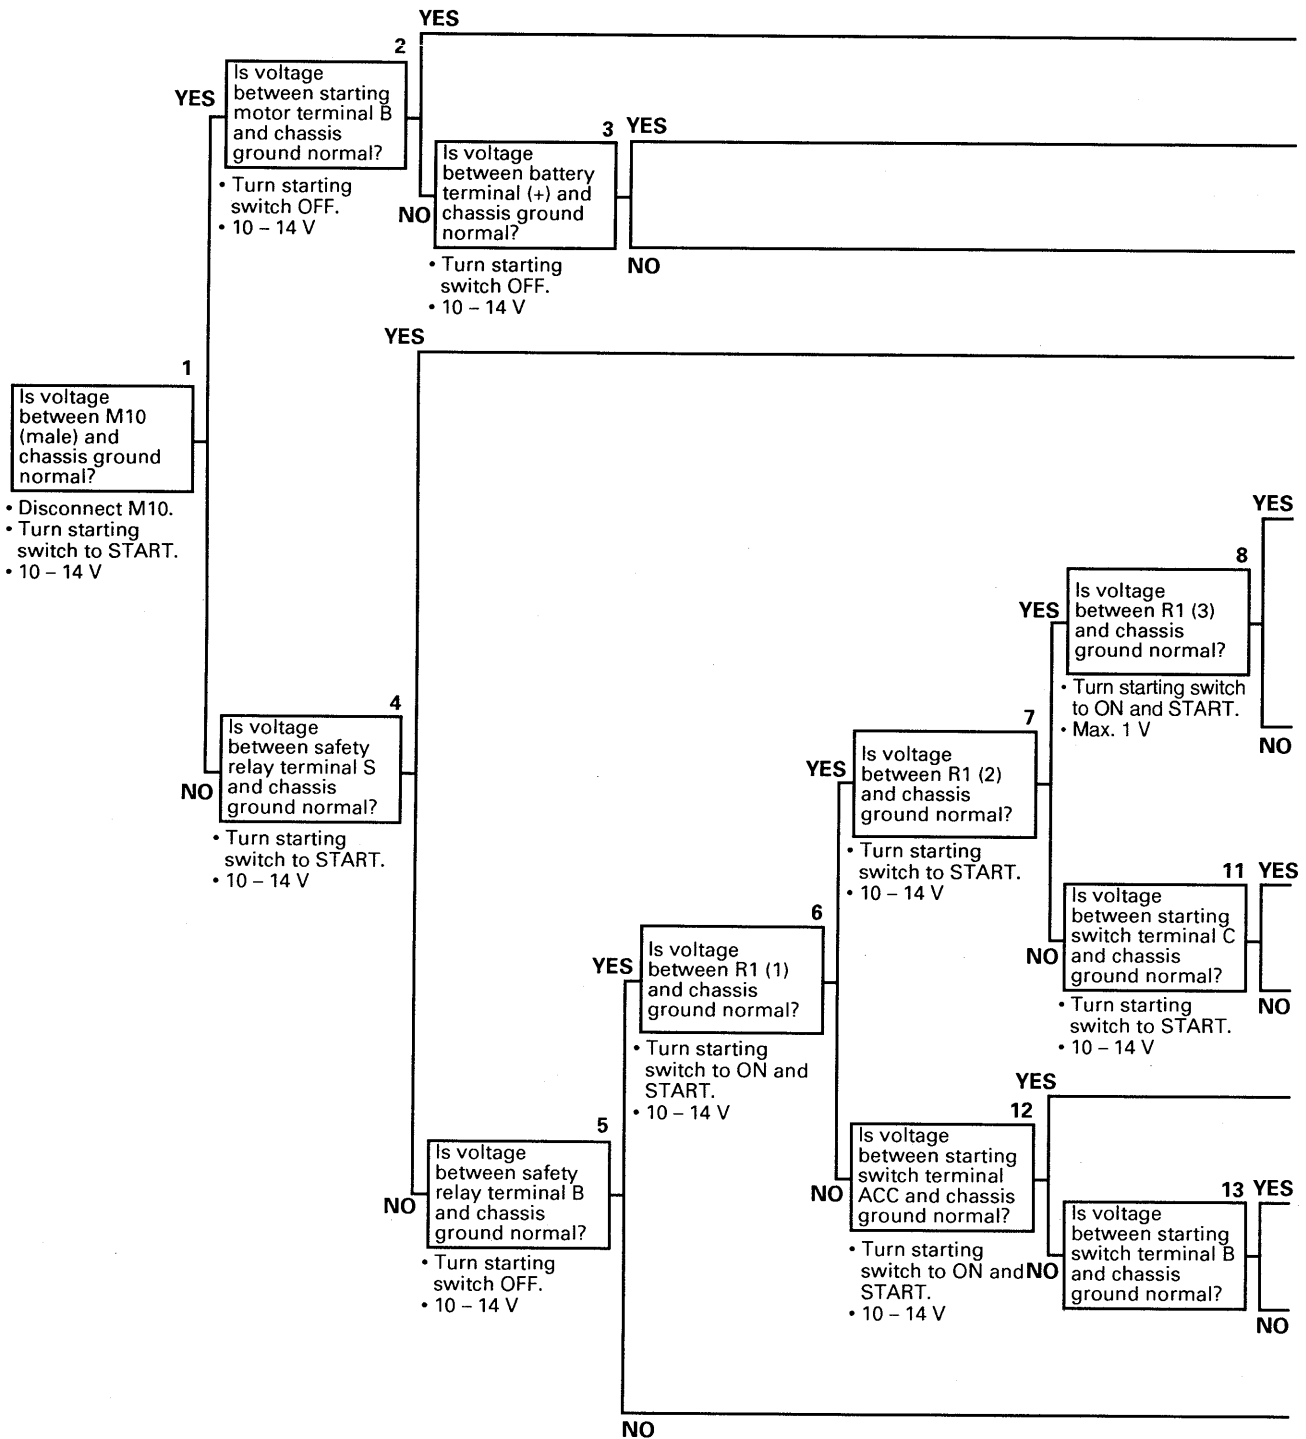 YES
2
Is voltage
between starting
motor terminal B
and chassis
ground normal?
YES
• Turn starting
switch OFF.
• 10 – 14 V
3
YES
Is voltage
between battery
terminal (+) and
chassis ground
normal?
NO
• Turn starting
switch OFF.
• 10 – 14 V
NO
YES
1
Is voltage
between M10
(male) and
chassis ground
normal?
• Disconnect M10.
• Turn starting
switch to START.
• 10 – 14 V
4
Is voltage
between safety
relay terminal S
and chassis
ground normal?
NO
• Turn starting
switch to START.
• 10 – 14 V
5
Is voltage
between safety
relay terminal B
and chassis
ground normal?
NO
• Turn starting
switch OFF.
• 10 – 14 V
NO
6
YES
Is voltage
between R1 (1)
and chassis
ground normal?
• Turn starting
switch to ON and
START.
• 10 – 14 V
7
YES
Is voltage
between R1 (2)
and chassis
ground normal?
• Turn starting
switch to START.
• 10 – 14 V
YES
8
YES
Is voltage
between R1 (3)
and chassis
ground normal?
• Turn starting switch
to ON and START.
• Max. 1 V
NO
11
YES
Is voltage
between starting
switch terminal C
and chassis
ground normal?
NO
• Turn starting
switch to START.
• 10 – 14 V
NO
YES
12
Is voltage
between starting
switch terminal
ACC and chassis
ground normal?
NO
• Turn starting
switch to ON and
START.
• 10 – 14 V
13
YES
Is voltage
between starting
switch terminal B
and chassis
ground normal?
NO
NO